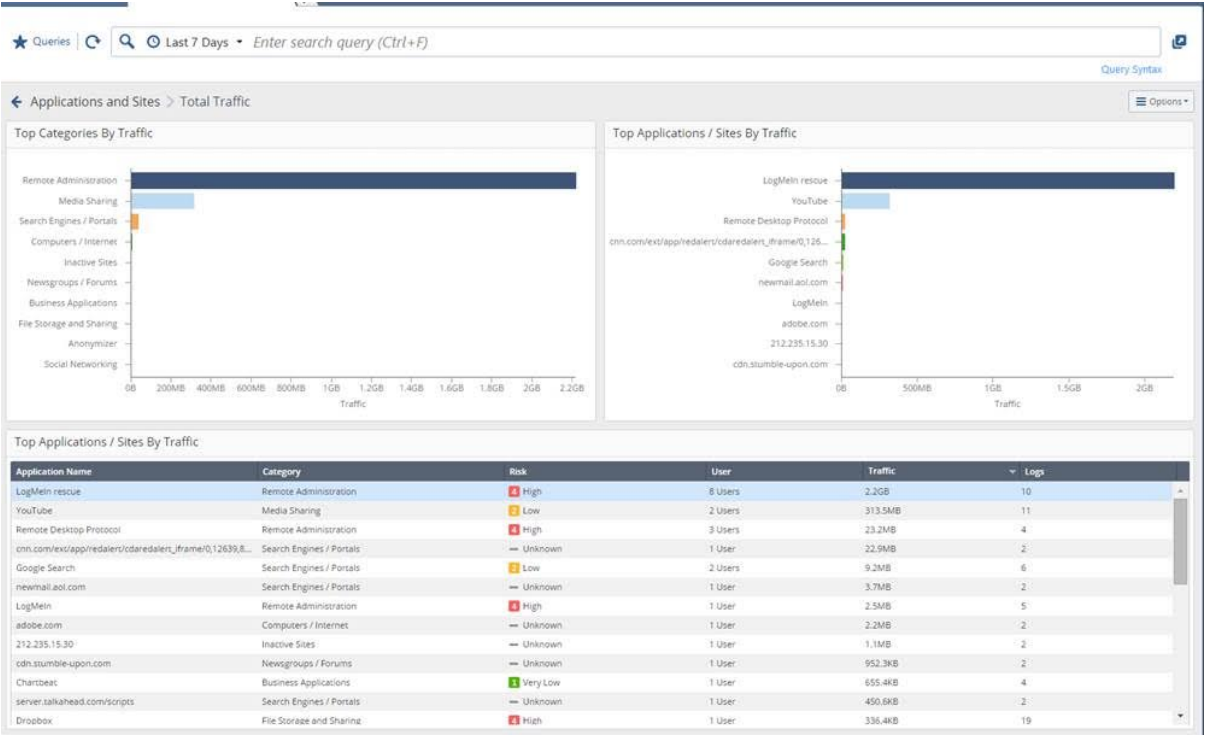 Queries
Last 7 Days
Enter search query (Ctrl+F)
Query Syntax
Applications and Sites > Total Traffic
Options
Top Categories By Traffic
Remote Administration
Media Sharing
Search Engines / Portals
Computers / Internet
Inactive Sites
Newsgroups / Forums
Business Applications
File Storage and Sharing
Anonymizer
Social Networking
0B 200MB 400MB 600MB 800MB 1GB 1.2GB 1.4GB 1.6GB 1.8GB 2GB 2.2GB
Traffic
Top Applications / Sites By Traffic
LogMeIn rescue
YouTube
Remote Desktop Protocol
cnn.com/ext/app/redalert/cdaredalert_iframe/0,126...
Google Search
newmail.aol.com
LogMeIn
adobe.com
212.235.15.30
cdn.stumble-upon.com
0B 500MB 1GB 1.5GB 2GB
Traffic
Top Applications / Sites By Traffic
Application Name Category Risk User Traffic Logs
LogMeIn rescue Remote Administration 4 High 8 Users 2.2GB 10
YouTube Media Sharing 2 Low 2 Users 313.5MB 11
Remote Desktop Protocol Remote Administration 4 High 3 Users 23.2MB 4
cnn.com/ext/app/redalert/cdaredalert_iframe/0,12639,8... Search Engines / Portals Unknown 1 User 22.9MB 2
Google Search Search Engines / Portals 2 Low 2 Users 9.2MB 6
newmail.aol.com Search Engines / Portals Unknown 1 User 3.7MB 2
LogMeIn Remote Administration 4 High 1 User 2.5MB 5
adobe.com Computers / Internet Unknown 1 User 2.2MB 2
212.235.15.30 Inactive Sites Unknown 1 User 1.1MB 2
cdn.stumble-upon.com Newsgroups / Forums Unknown 1 User 952.3KB 2
Chartbeat Business Applications 1 Very Low 1 User 655.4KB 4
server.talkahead.com/scripts Search Engines / Portals Unknown 1 User 450.6KB 2
Dropbox File Storage and Sharing 4 High 1 User 336.4KB 19